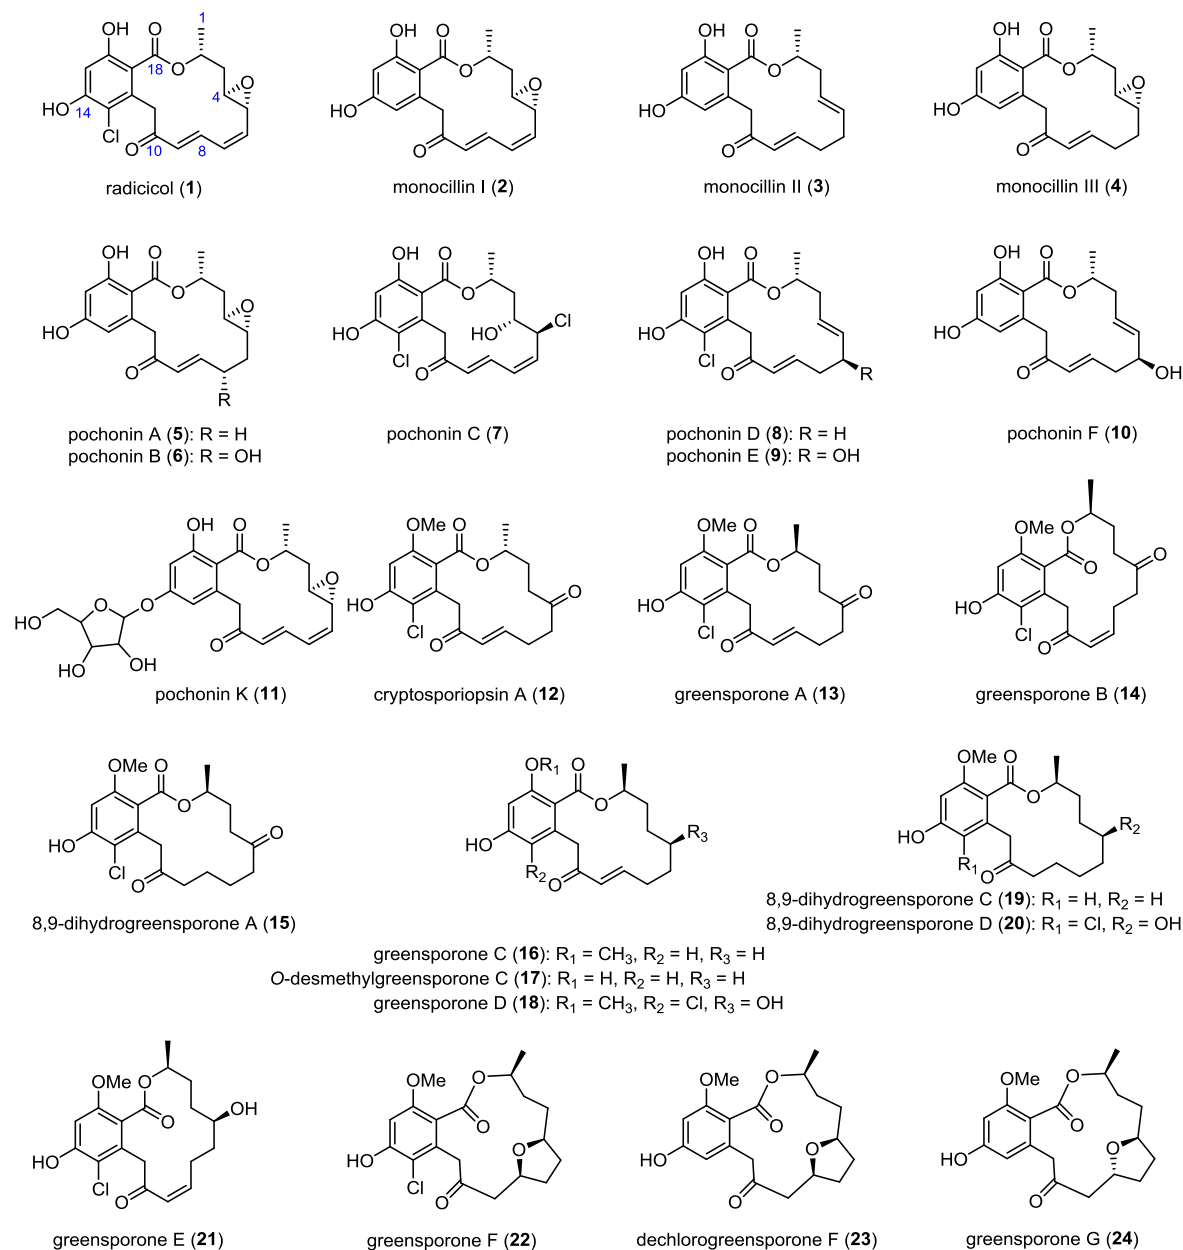 OH O 1
18 O
4 O
HO 14
Cl
O 10 8
radicicol (1)
OH O
O
O
HO
O
monocillin I (2)
OH O
O
HO
O
monocillin II (3)
OH O
O
O
HO
O
monocillin III (4)
OH O
O
O
HO
O
R
pochonin A (5): R = H
pochonin B (6): R = OH
OH O
O
HO Cl
HO
Cl
O
pochonin C (7)
OH O
O
HO
Cl
O R
pochonin D (8): R = H
pochonin E (9): R = OH
OH O
O
HO
O OH
pochonin F (10)
OH O
O
O
O O
HO
O
HO OH
pochonin K (11)
OMe O
O
O
HO
Cl
O
cryptosporiopsin A (12)
OMe O
O
O
HO
Cl
O
greensporone A (13)
O
OMe
O
O
HO
Cl
O
greensporone B (14)
OMe O
O
O
HO
Cl
O
8,9-dihydrogreensporone A (15)
OR1 O
O
R3
HO
R2
O
greensporone C (16): R1 = CH3, R2 = H, R3 = H
O-desmethylgreensporone C (17): R1 = H, R2 = H, R3 = H
greensporone D (18): R1 = CH3, R2 = Cl, R3 = OH
OMe O
O
R2
HO
R1
O
8,9-dihydrogreensporone C (19): R1 = H, R2 = H
8,9-dihydrogreensporone D (20): R1 = Cl, R2 = OH
OMe O
O
OH
HO
Cl
O
greensporone E (21)
OMe O
O
O
HO
Cl
O
greensporone F (22)
OMe O
O
O
HO
O
dechlorogreensporone F (23)
OMe O
O
O
HO
O
greensporone G (24)